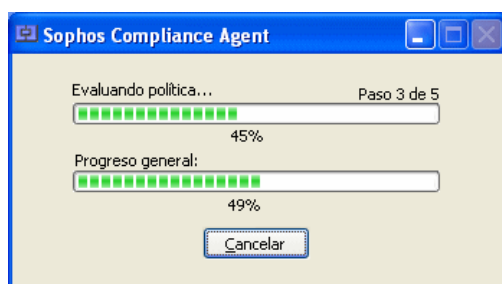 Sophos Compliance Agent
Evaluando política...
Paso 3 de 5
45%
Progreso general:
49%
Cancelar